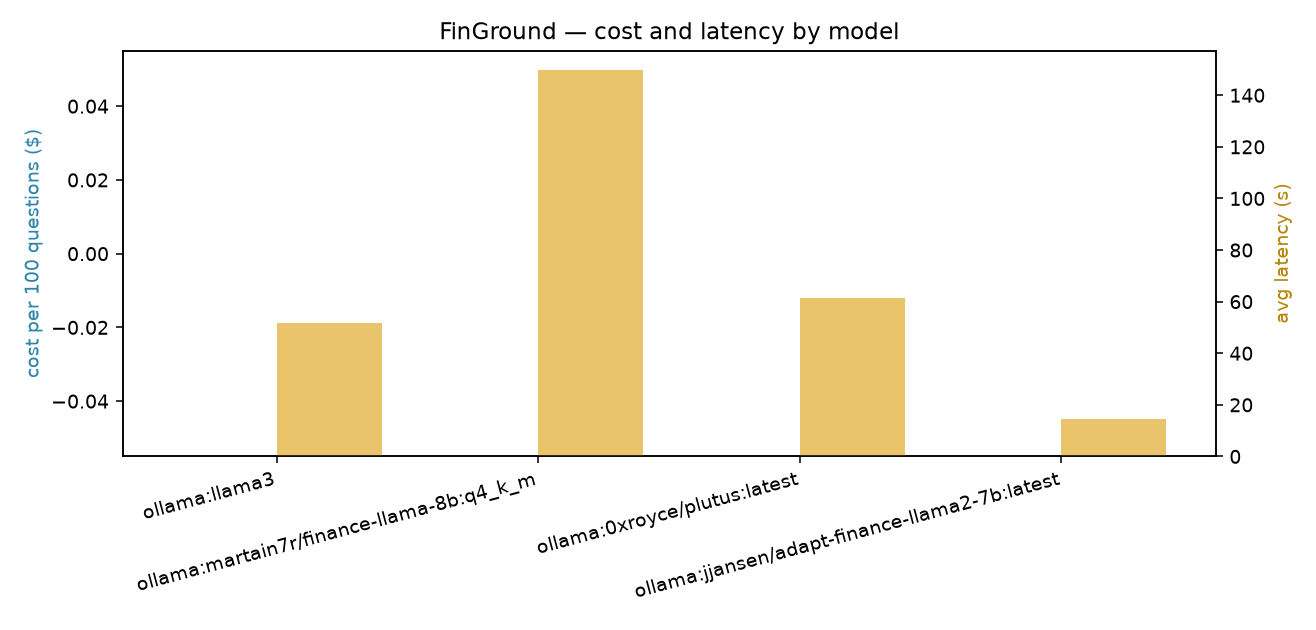 FinGround — cost and latency by model
cost per 100 questions ($)
0.04
0.02
0.00
−0.02
−0.04
140
120
100
80
60
40
20
0
avg latency (s)
ollama:llama3
ollama:martain7r/finance-llama-8b:q4_k_m
ollama:0xroyce/plutus:latest
ollama:jjansen/adapt-finance-llama2-7b:latest